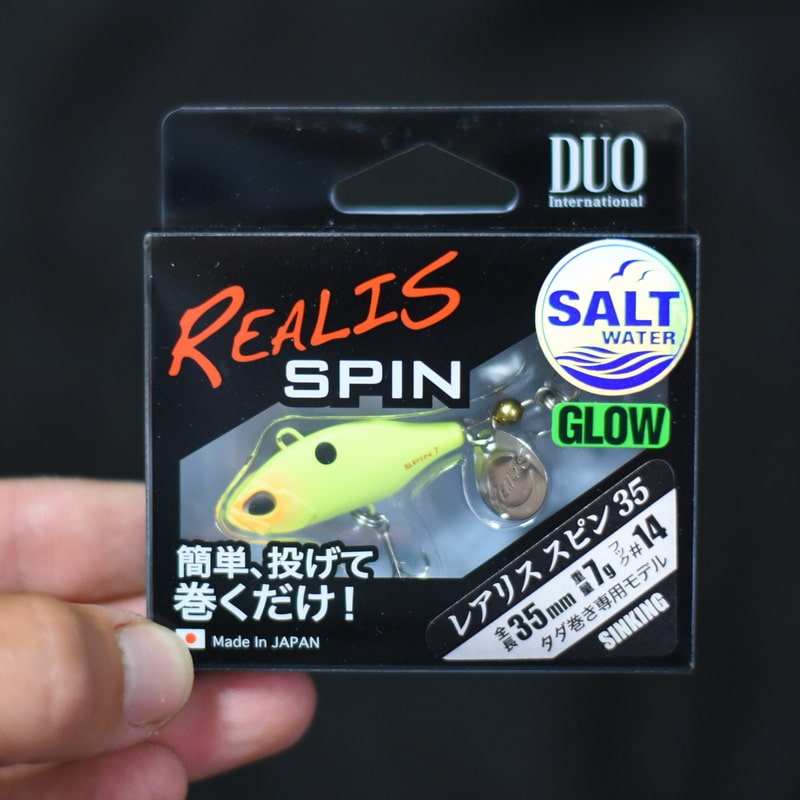 DUO
International
REALIS
SPIN
SALT
WATER
GLOW
SPIN 7
簡単、投げて
巻くだけ！
Made In JAPAN
レアリス スピン 35
全長35mm 重量7g フック#14
タダ巻き専用モデル
SINKING